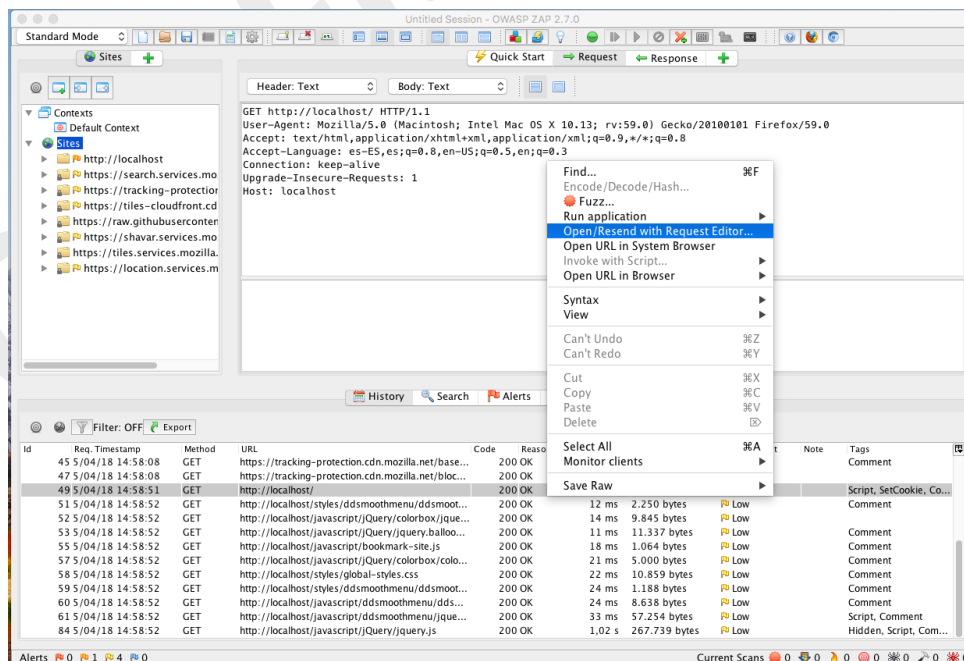 Untitled Session - OWASP ZAP 2.7.0
Standard Mode
Sites
Quick Start
Request
Response
Header: Text
Body: Text
Contexts
Default Context
Sites
http://localhost
https://search.services.mo
https://tracking-protection
https://tiles-cloudfront.cd
https://raw.githubuserconten
https://shavar.services.mo
https://tiles.services.mozilla.
https://location.services.m
GET http://localhost/ HTTP/1.1
User-Agent: Mozilla/5.0 (Macintosh; Intel Mac OS X 10.13; rv:59.0) Gecko/20100101 Firefox/59.0
Accept: text/html,application/xhtml+xml,application/xml;q=0.9,*/*;q=0.8
Accept-Language: es-ES,es;q=0.8,en-US;q=0.5,en;q=0.3
Connection: keep-alive
Upgrade-Insecure-Requests: 1
Host: localhost
Find... ⌘F
Encode/Decode/Hash...
Fuzz...
Run application
Open/Resend with Request Editor...
Open URL in System Browser
Invoke with Script...
Open URL in Browser
Syntax
View
Can't Undo ⌘Z
Can't Redo ⌘Y
Cut ⌘X
Copy ⌘C
Paste ⌘V
Delete ⌦
Select All ⌘A
Monitor clients
Save Raw
History
Search
Alerts
Filter: OFF
Export
Id Req. Timestamp Method URL Code Reaso t Note Tags
45 5/04/18 14:58:08 GET https://tracking-protection.cdn.mozilla.net/base... 200 OK Comment
47 5/04/18 14:58:08 GET https://tracking-protection.cdn.mozilla.net/bloc... 200 OK
49 5/04/18 14:58:51 GET http://localhost/ 200 OK Script, SetCookie, Co...
51 5/04/18 14:58:52 GET http://localhost/styles/ddsmoothmenu/ddsmoot... 200 OK 12 ms 2.250 bytes Low Comment
52 5/04/18 14:58:52 GET http://localhost/javascript/jQuery/colorbox/jque... 200 OK 14 ms 9.845 bytes Low
53 5/04/18 14:58:52 GET http://localhost/javascript/jQuery/jquery.balloo... 200 OK 11 ms 11.337 bytes Low Comment
55 5/04/18 14:58:52 GET http://localhost/javascript/bookmark-site.js 200 OK 18 ms 1.064 bytes Low Comment
57 5/04/18 14:58:52 GET http://localhost/javascript/jQuery/colorbox/colo... 200 OK 21 ms 5.000 bytes Low Comment
58 5/04/18 14:58:52 GET http://localhost/styles/global-styles.css 200 OK 22 ms 10.859 bytes Low Comment
59 5/04/18 14:58:52 GET http://localhost/styles/ddsmoothmenu/ddsmoot... 200 OK 24 ms 1.188 bytes Low Comment
60 5/04/18 14:58:52 GET http://localhost/javascript/ddsmoothmenu/dds... 200 OK 24 ms 8.638 bytes Low Comment
61 5/04/18 14:58:52 GET http://localhost/javascript/ddsmoothmenu/jque... 200 OK 33 ms 57.254 bytes Low Script, Comment
84 5/04/18 14:58:52 GET http://localhost/javascript/jQuery/jquery.js 200 OK 1,02 s 267.739 bytes Low Hidden, Script, Com...
Alerts 0 1 4 0 Current Scans 0 0 0 0 0 0